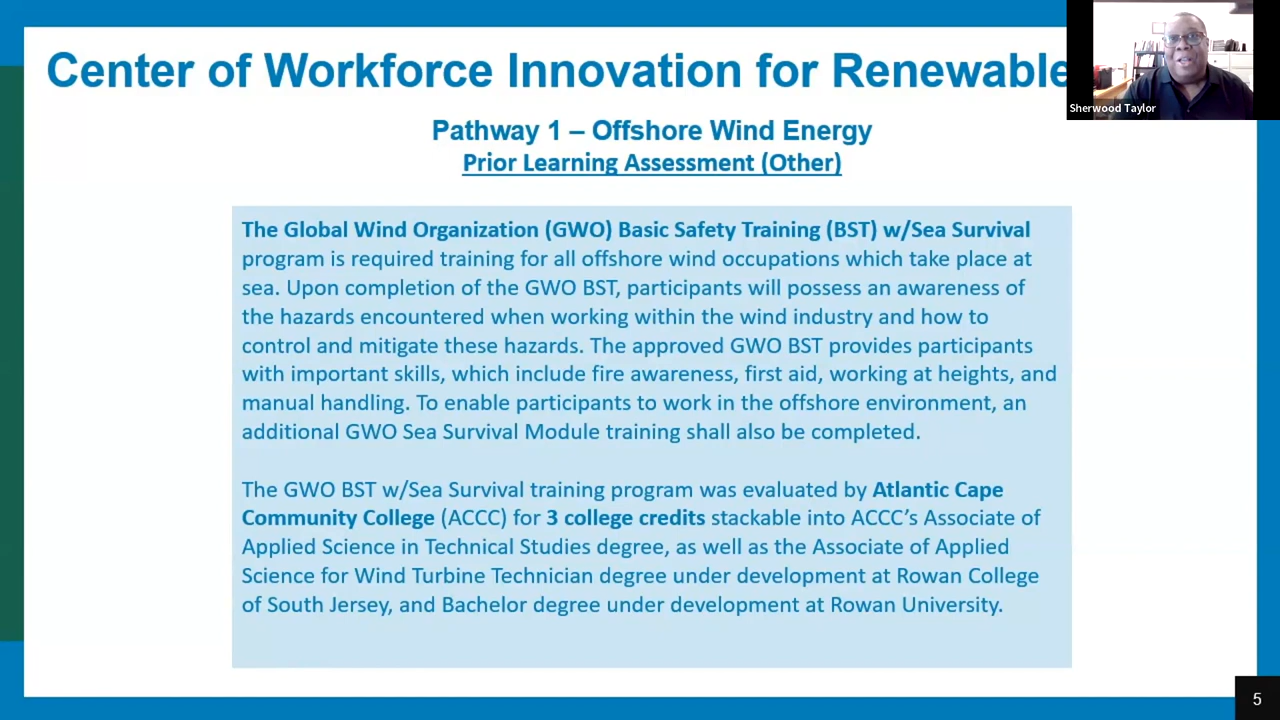 Center of Workforce Innovation for Renewable
Sherwood Taylor
Pathway 1 – Offshore Wind Energy
Prior Learning Assessment (Other)
The Global Wind Organization (GWO) Basic Safety Training (BST) w/Sea Survival
program is required training for all offshore wind occupations which take place at
sea. Upon completion of the GWO BST, participants will possess an awareness of
the hazards encountered when working within the wind industry and how to
control and mitigate these hazards. The approved GWO BST provides participants
with important skills, which include fire awareness, first aid, working at heights, and
manual handling. To enable participants to work in the offshore environment, an
additional GWO Sea Survival Module training shall also be completed.
The GWO BST w/Sea Survival training program was evaluated by Atlantic Cape
Community College (ACCC) for 3 college credits stackable into ACCC’s Associate of
Applied Science in Technical Studies degree, as well as the Associate of Applied
Science for Wind Turbine Technician degree under development at Rowan College
of South Jersey, and Bachelor degree under development at Rowan University.
5